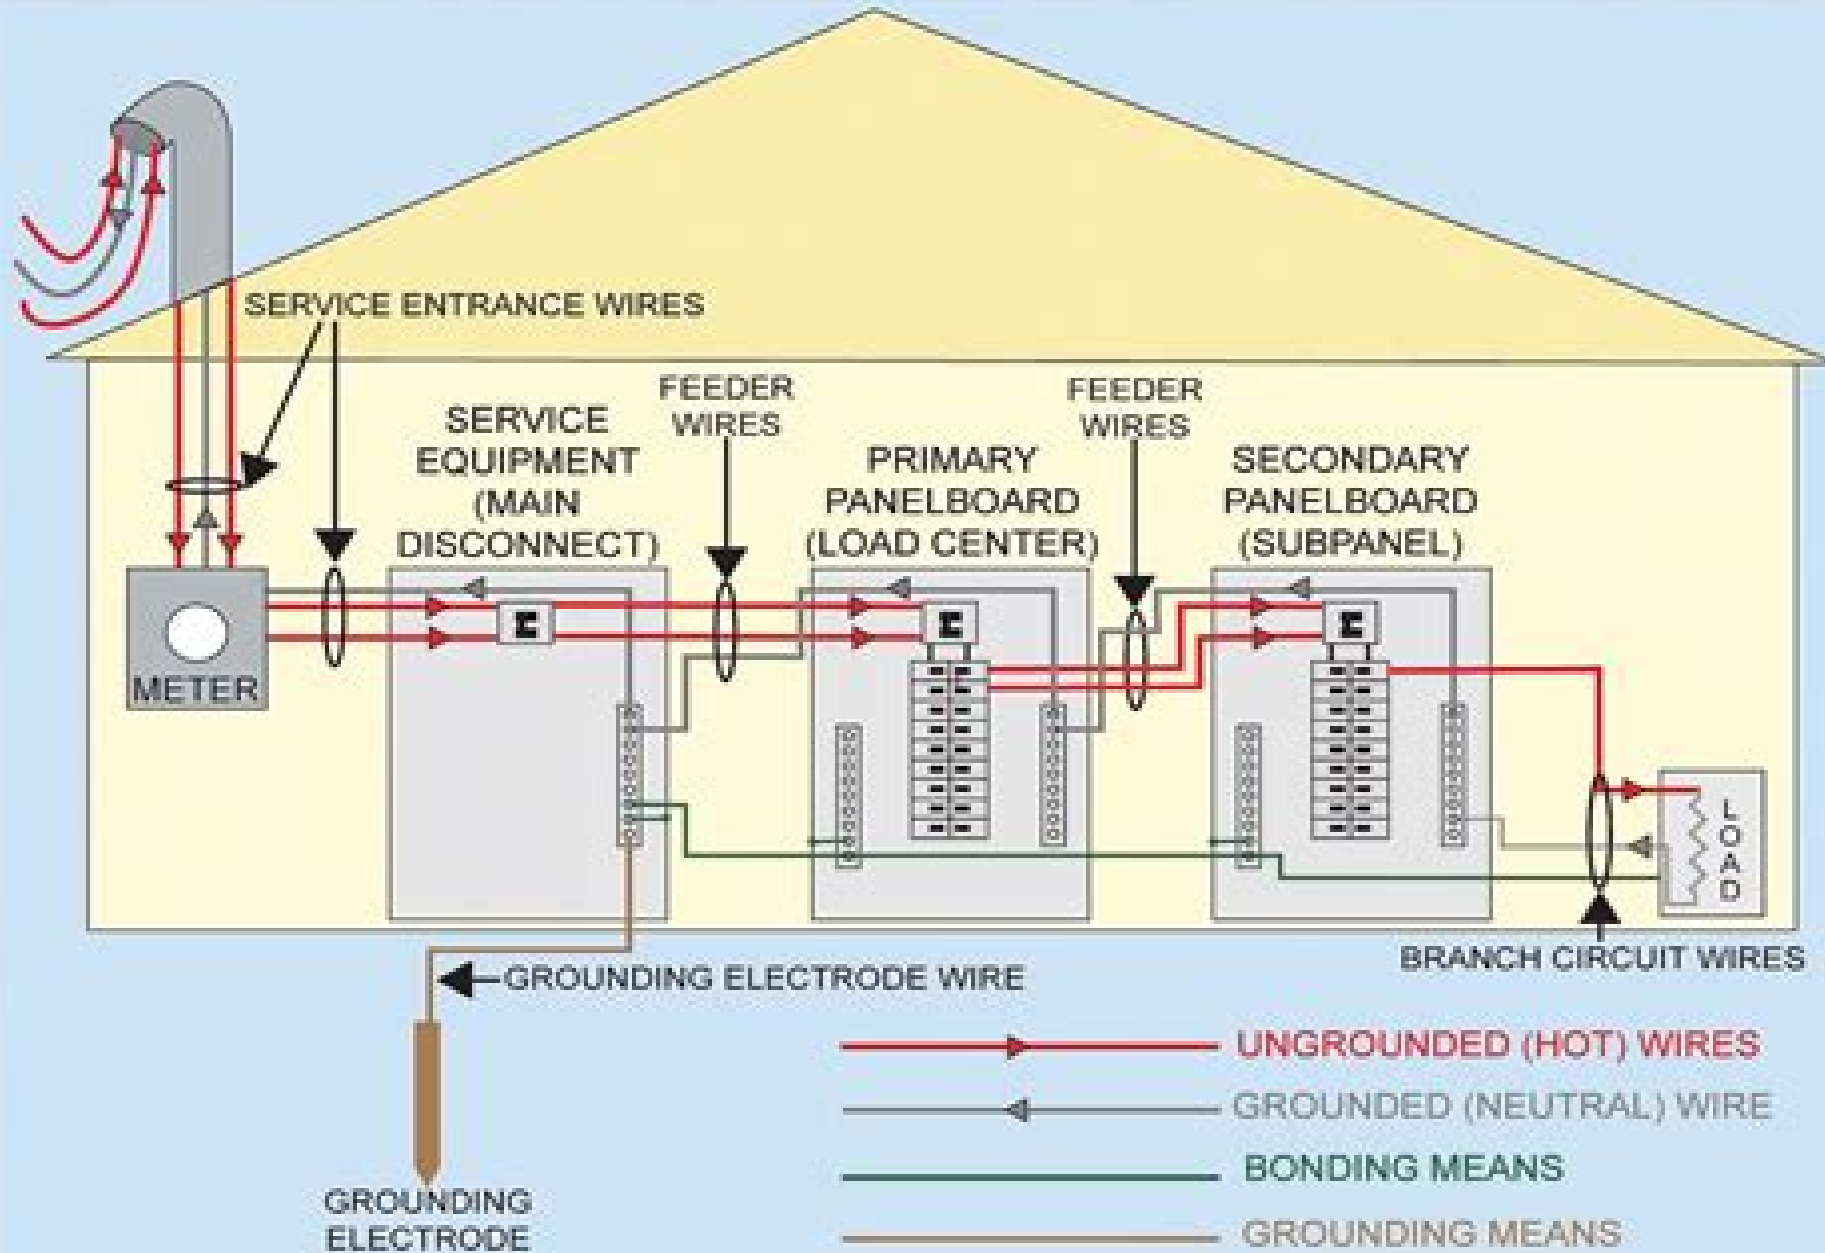 SERVICE ENTRANCE WIRES
FEEDER
WIRES
FEEDER
WIRES
SERVICE
EQUIPMENT
(MAIN
DISCONNECT)
PRIMARY
PANELBOARD
(LOAD CENTER)
SECONDARY
PANELBOARD
(SUBPANEL)
METER
LOAD
BRANCH CIRCUIT WIRES
GROUNDING ELECTRODE WIRE
UNGROUNDED (HOT) WIRES
GROUNDED (NEUTRAL) WIRE
BONDING MEANS
GROUNDING MEANS
GROUNDING
ELECTRODE